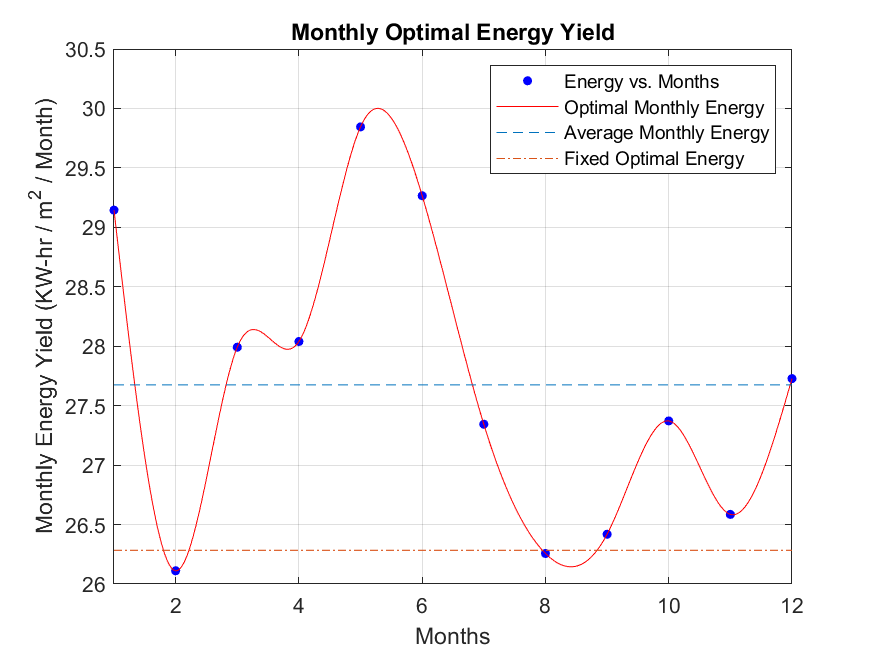 Monthly Optimal Energy Yield
Monthly Energy Yield (KW-hr / m² / Month)
30.5
30
29.5
29
28.5
28
27.5
27
26.5
26
Energy vs. Months
Optimal Monthly Energy
Average Monthly Energy
Fixed Optimal Energy
2 4 6 8 10 12
Months